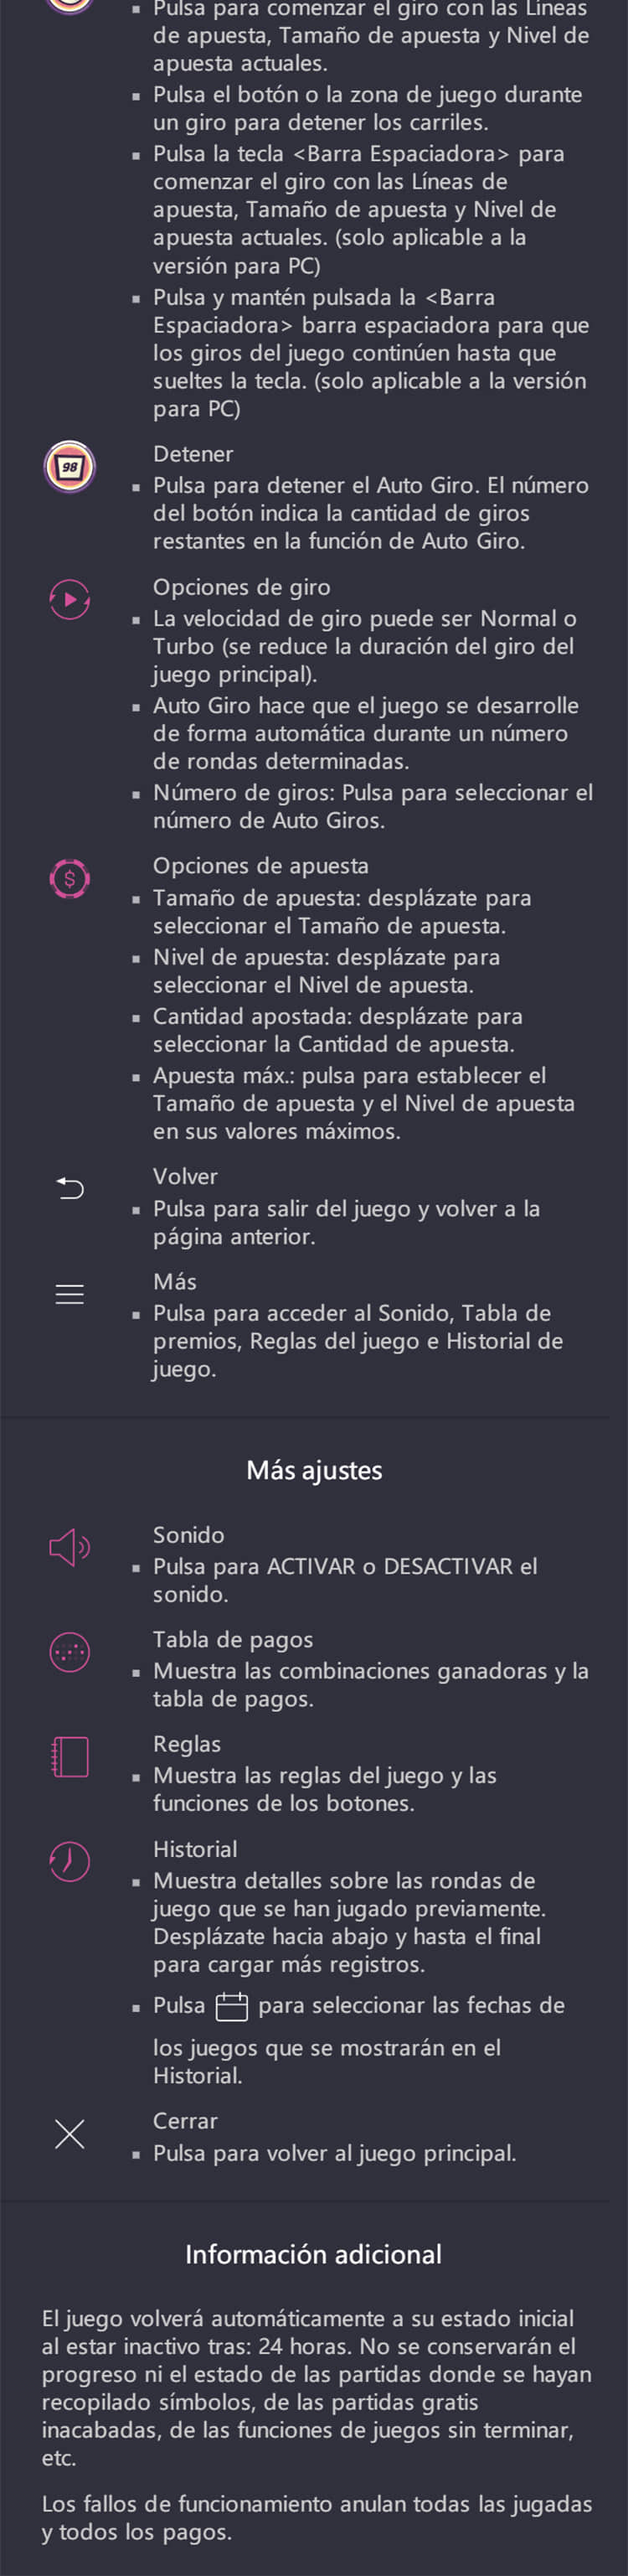 Pulsa para comenzar el giro con las Líneas
de apuesta, Tamaño de apuesta y Nivel de
apuesta actuales.
Pulsa el botón o la zona de juego durante
un giro para detener los carriles.
Pulsa la tecla <Barra Espaciadora> para
comenzar el giro con las Líneas de
apuesta, Tamaño de apuesta y Nivel de
apuesta actuales. (solo aplicable a la
versión para PC)
Pulsa y mantén pulsada la <Barra
Espaciadora> barra espaciadora para que
los giros del juego continúen hasta que
sueltes la tecla. (solo aplicable a la versión
para PC)
98
Detener
Pulsa para detener el Auto Giro. El número
del botón indica la cantidad de giros
restantes en la función de Auto Giro.
Opciones de giro
La velocidad de giro puede ser Normal o
Turbo (se reduce la duración del giro del
juego principal).
Auto Giro hace que el juego se desarrolle
de forma automática durante un número
de rondas determinadas.
Número de giros: Pulsa para seleccionar el
número de Auto Giros.
$
Opciones de apuesta
Tamaño de apuesta: desplázate para
seleccionar el Tamaño de apuesta.
Nivel de apuesta: desplázate para
seleccionar el Nivel de apuesta.
Cantidad apostada: desplázate para
seleccionar la Cantidad de apuesta.
Apuesta máx.: pulsa para establecer el
Tamaño de apuesta y el Nivel de apuesta
en sus valores máximos.
Volver
Pulsa para salir del juego y volver a la
página anterior.
Más
Pulsa para acceder al Sonido, Tabla de
premios, Reglas del juego e Historial de
juego.
Más ajustes
Sonido
Pulsa para ACTIVAR o DESACTIVAR el
sonido.
Tabla de pagos
Muestra las combinaciones ganadoras y la
tabla de pagos.
Reglas
Muestra las reglas del juego y las
funciones de los botones.
Historial
Muestra detalles sobre las rondas de
juego que se han jugado previamente.
Desplázate hacia abajo y hasta el final
para cargar más registros.
Pulsa para seleccionar las fechas de
los juegos que se mostrarán en el
Historial.
Cerrar
Pulsa para volver al juego principal.
Información adicional
El juego volverá automáticamente a su estado inicial
al estar inactivo tras: 24 horas. No se conservarán el
progreso ni el estado de las partidas donde se hayan
recopilado símbolos, de las partidas gratis
inacabadas, de las funciones de juegos sin terminar,
etc.
Los fallos de funcionamiento anulan todas las jugadas
y todos los pagos.